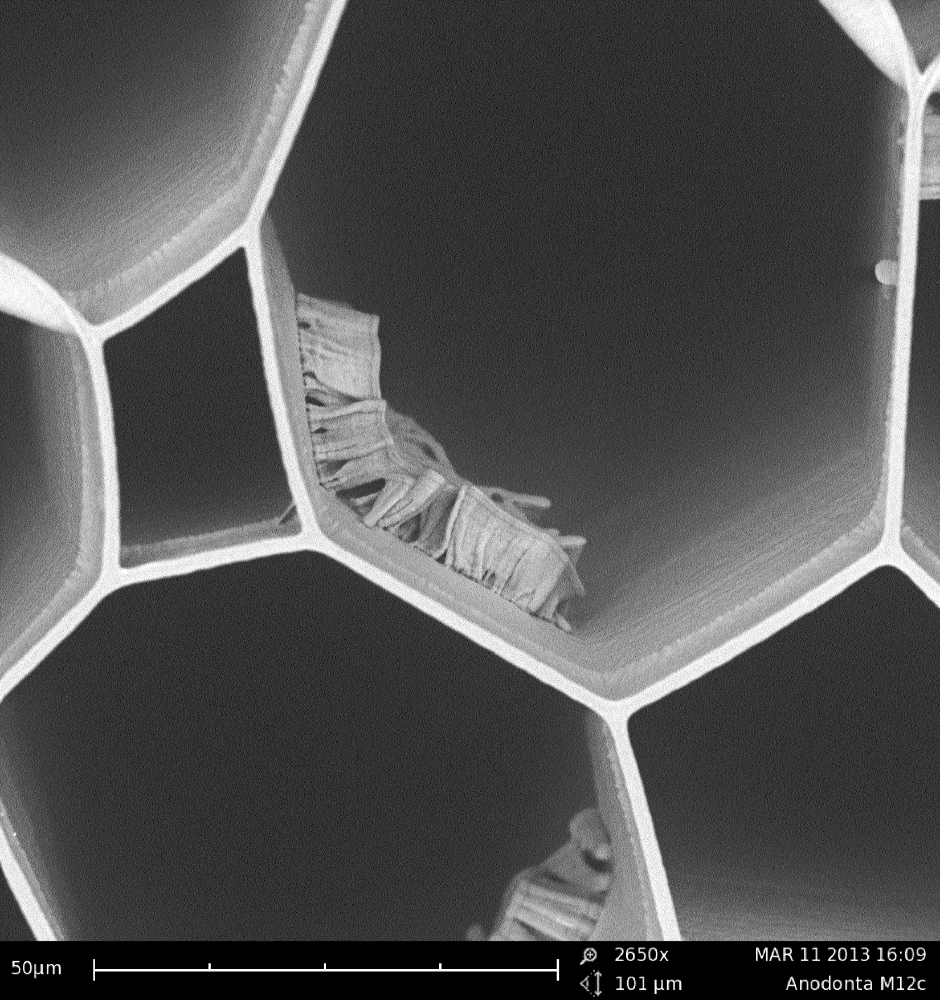 50µm
2650x
MAR 11 2013 16:09
101 µm
Anodonta M12c